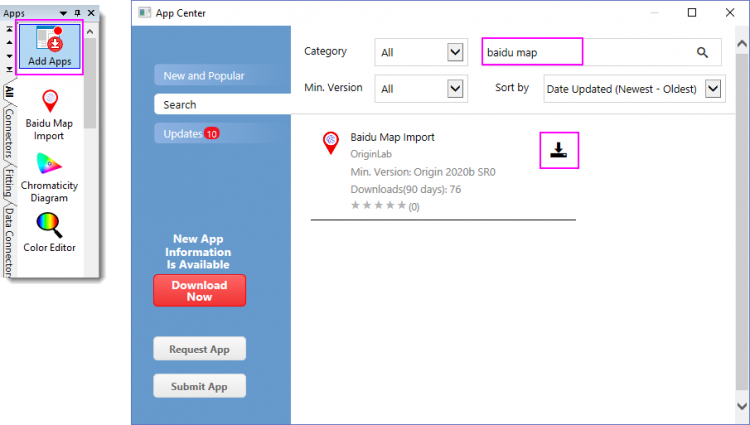 Apps
Add Apps
All
Connectors
Fitting
Data Connector
Baidu Map
Import
Chromaticity
Diagram
Color Editor
App Center
New and Popular
Search
Updates 10
New App
Information
Is Available
Download
Now
Request App
Submit App
Category
All
baidu map
Min. Version
All
Sort by
Date Updated (Newest - Oldest)
Baidu Map Import
OriginLab
Min. Version: Origin 2020b SR0
Downloads(90 days): 76
(0)